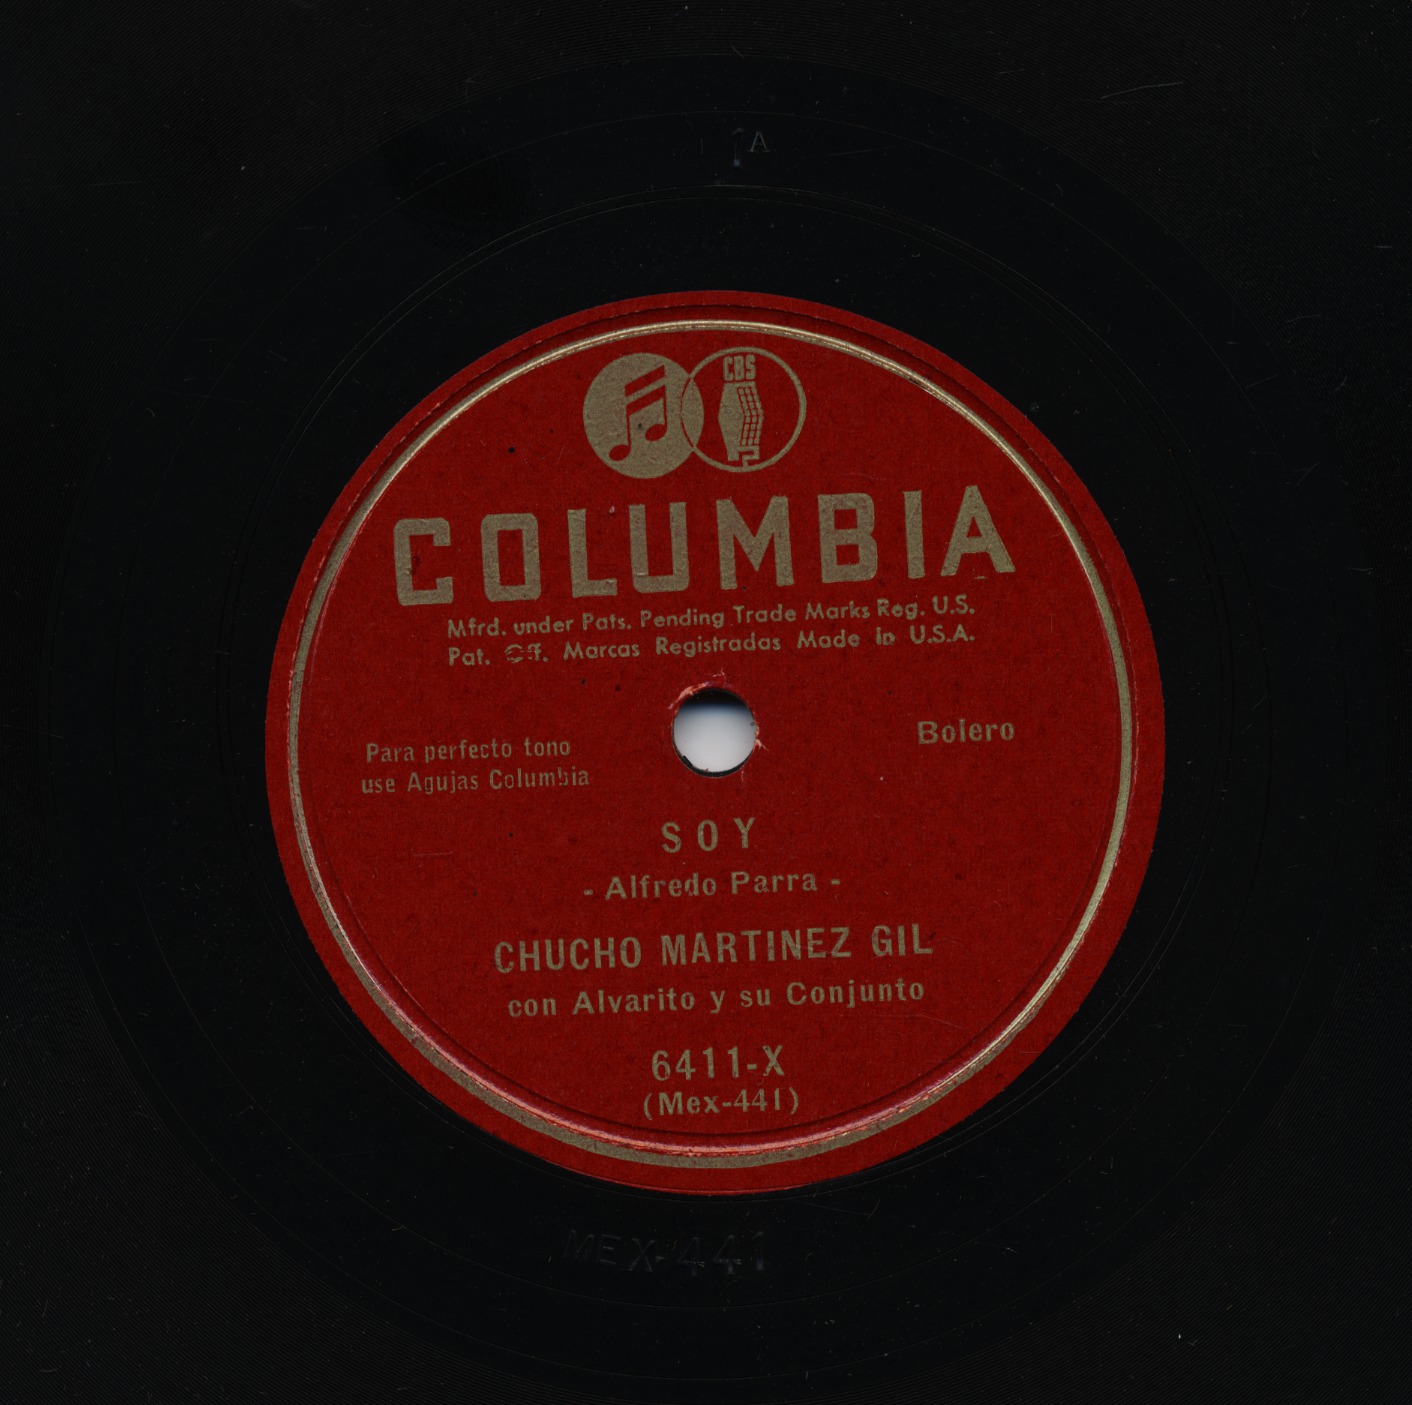 1A
CBS
COLUMBIA
Mfrd. under Pats. Pending Trade Marks Reg. U.S.
Pat. Off. Marcas Registradas Made in U.S.A.
Para perfecto tono
use Agujas Columbia
Bolero
SOY
- Alfredo Parra -
CHUCHO MARTINEZ GIL
con Alvarito y su Conjunto
6411-X
(Mex-441)
MEX-441